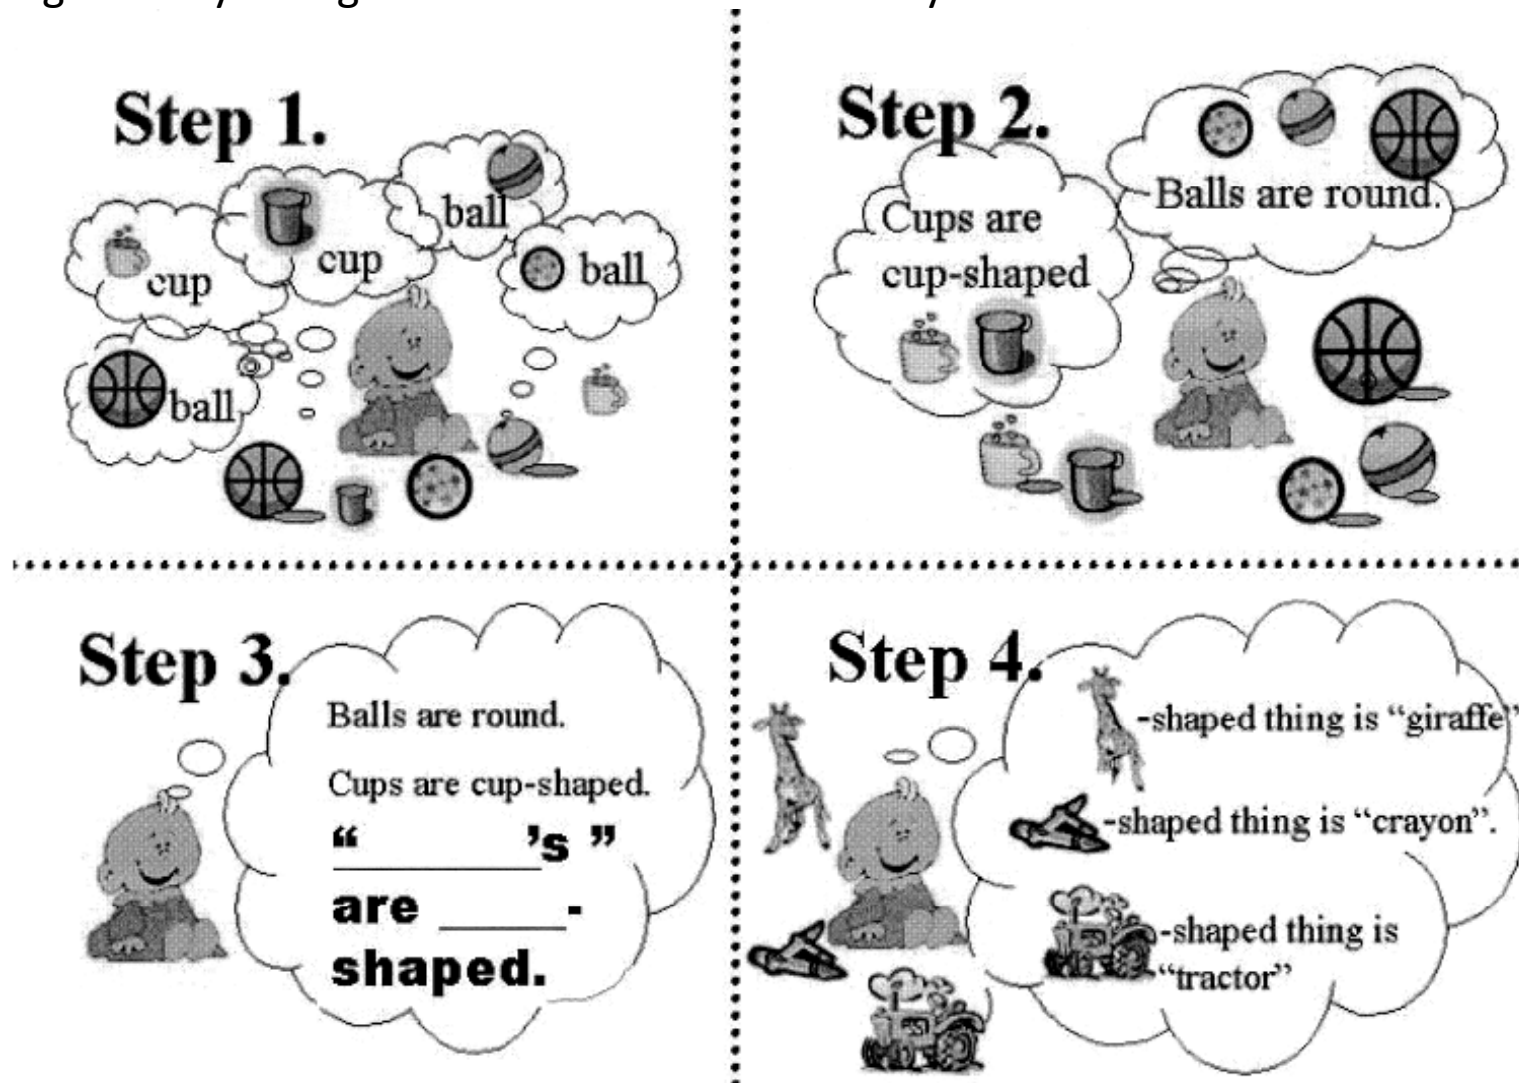 Step 1.
cup
cup
ball
ball
ball
Step 2.
Cups are
cup-shaped
Balls are round.
Step 3.
Balls are round.
Cups are cup-shaped.
“________’s ”
are _____-
shaped.
Step 4.
-shaped thing is “giraffe”
-shaped thing is “crayon”.
-shaped thing is
“tractor”